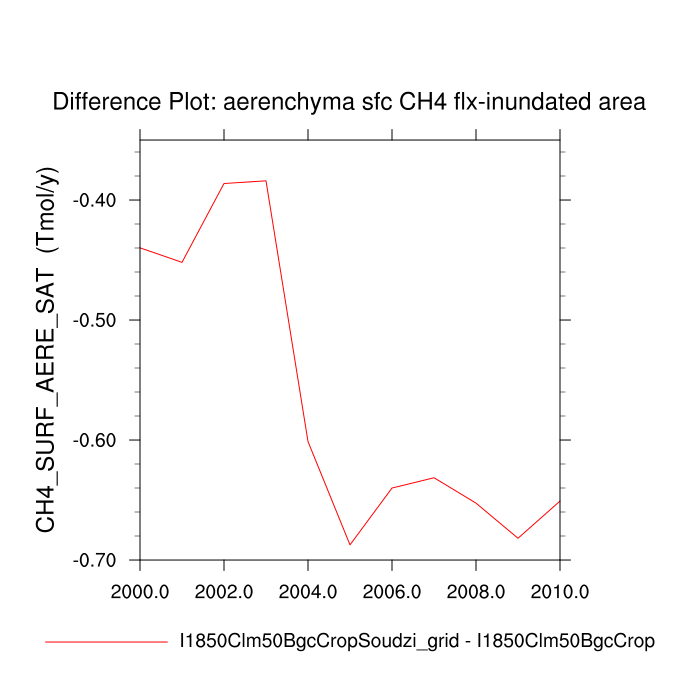 Difference Plot: aerenchyma sfc CH4 flx-inundated area
CH4_SURF_AERE_SAT (Tmol/y)
-0.40
-0.50
-0.60
-0.70
2000.0 2002.0 2004.0 2006.0 2008.0 2010.0
I1850Clm50BgcCropSoudzi_grid - I1850Clm50BgcCrop